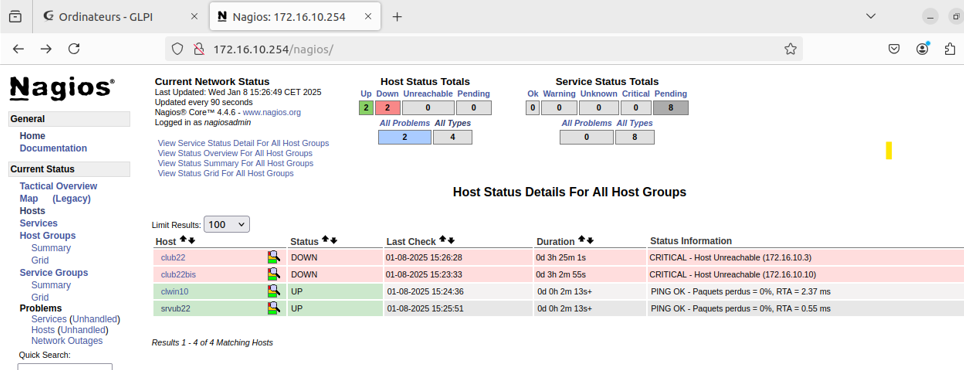 Ordinateurs - GLPI
Nagios: 172.16.10.254
172.16.10.254/nagios/
Nagios®
General
Home
Documentation
Current Status
Tactical Overview
Map (Legacy)
Hosts
Services
Host Groups
Summary
Grid
Service Groups
Summary
Grid
Problems
Services (Unhandled)
Hosts (Unhandled)
Network Outages
Quick Search:
Current Network Status
Last Updated: Wed Jan 8 15:26:49 CET 2025
Updated every 90 seconds
Nagios® Core™ 4.4.6 - www.nagios.org
Logged in as nagiosadmin
View Service Status Detail For All Host Groups
View Status Overview For All Host Groups
View Status Summary For All Host Groups
View Status Grid For All Host Groups
Host Status Totals
Up Down Unreachable Pending
2 2 0 0
All Problems All Types
2 4
Service Status Totals
Ok Warning Unknown Critical Pending
0 0 0 0 8
All Problems All Types
0 8
Host Status Details For All Host Groups
Limit Results: 100
Host Status Last Check Duration Status Information
club22 DOWN 01-08-2025 15:26:28 0d 3h 25m 1s CRITICAL - Host Unreachable (172.16.10.3)
club22bis DOWN 01-08-2025 15:23:33 0d 3h 2m 55s CRITICAL - Host Unreachable (172.16.10.10)
clwin10 UP 01-08-2025 15:24:36 0d 0h 2m 13s+ PING OK - Paquets perdus = 0%, RTA = 2.37 ms
srvub22 UP 01-08-2025 15:25:51 0d 0h 2m 13s+ PING OK - Paquets perdus = 0%, RTA = 0.55 ms
Results 1 - 4 of 4 Matching Hosts